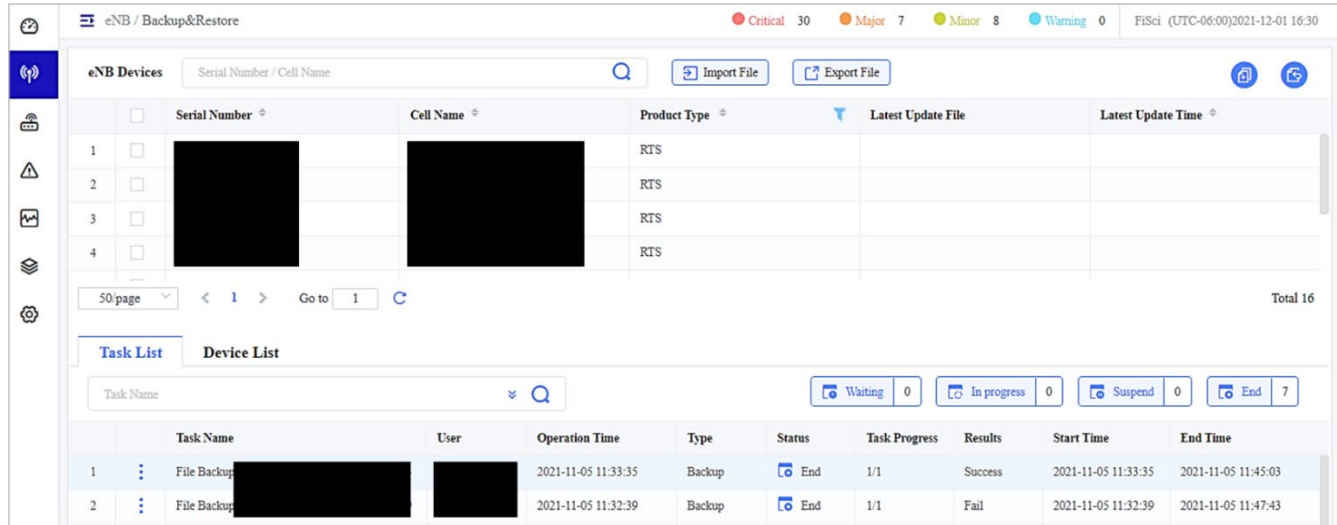 eNB / Backup&Restore Critical 30 Major 7 Minor 8 Warning 0 FiSci (UTC-06:00)2021-12-01 16:30
eNB Devices Serial Number / Cell Name Import File Export File
Serial Number Cell Name Product Type Latest Update File Latest Update Time
1 RTS
2 RTS
3 RTS
4 RTS
50/page < 1 > Go to 1 Total 16
Task List Device List
Task Name Waiting 0 In progress 0 Suspend 0 End 7
Task Name User Operation Time Type Status Task Progress Results Start Time End Time
1 File Backup 2021-11-05 11:33:35 Backup End 1/1 Success 2021-11-05 11:33:35 2021-11-05 11:45:03
2 File Backup 2021-11-05 11:32:39 Backup End 1/1 Fail 2021-11-05 11:32:39 2021-11-05 11:47:43